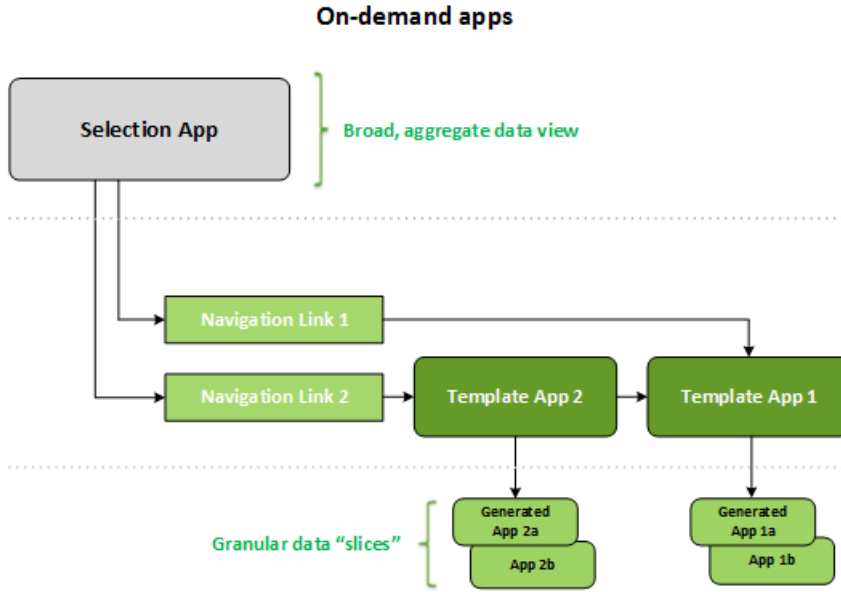 On-demand apps
Selection App
Broad, aggregate data view
Navigation Link 1
Navigation Link 2
Template App 2
Template App 1
Granular data “slices”
Generated
App 2a
App 2b
Generated
App 1a
App 1b